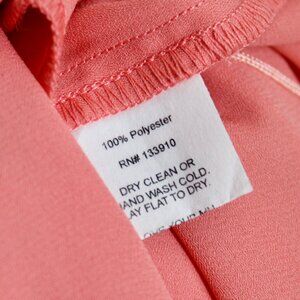 100% Polyester
RN# 133910
DRY CLEAN OR
HAND WASH COLD.
LAY FLAT TO DRY.